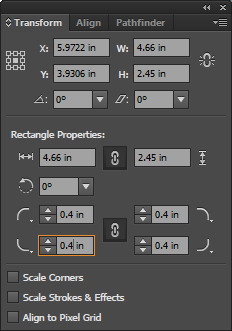 Transform Align Pathfinder
X: 5.9722 in W: 4.66 in
Y: 3.9306 in H: 2.45 in
0° 0°
Rectangle Properties:
4.66 in 2.45 in
0°
0.4 in 0.4 in
0.4 in 0.4 in
Scale Corners
Scale Strokes & Effects
Align to Pixel Grid